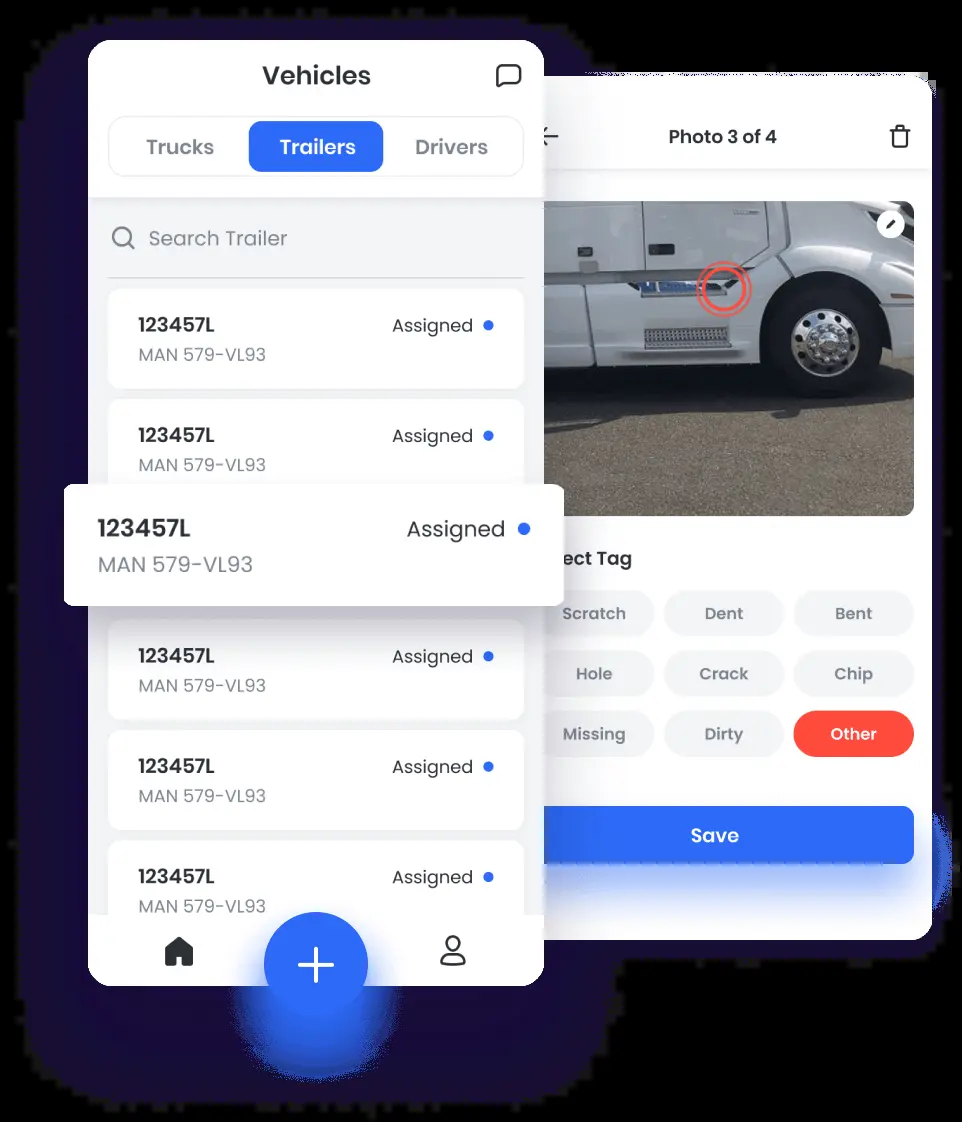 Vehicles
Trucks
Trailers
Drivers
Search Trailer
123457L
Assigned
MAN 579-VL93
123457L
Assigned
MAN 579-VL93
123457L
Assigned
MAN 579-VL93
123457L
Assigned
MAN 579-VL93
123457L
Assigned
MAN 579-VL93
123457L
Assigned
MAN 579-VL93
Photo 3 of 4
ect Tag
Scratch
Dent
Bent
Hole
Crack
Chip
Missing
Dirty
Other
Save